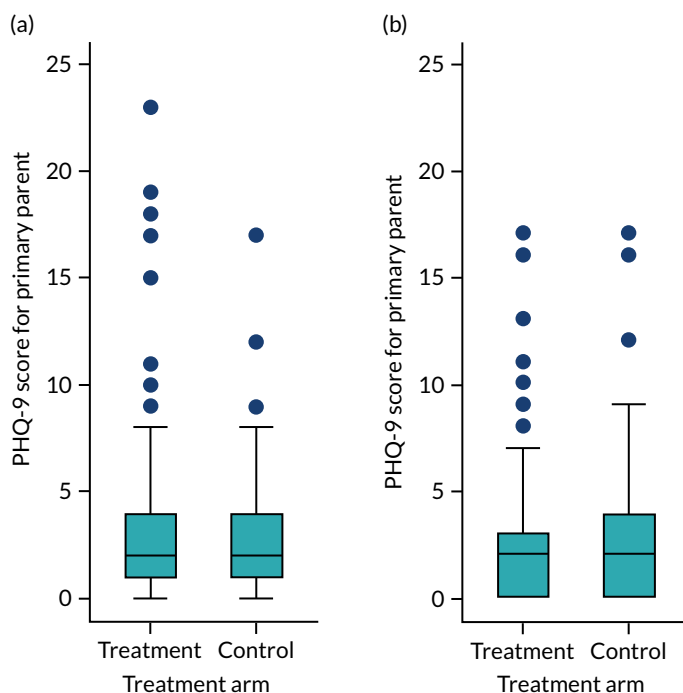 (a)
PHQ-9 score for primary parent
25
20
15
10
5
0
Treatment
Control
Treatment arm
(b)
PHQ-9 score for primary parent
25
20
15
10
5
0
Treatment
Control
Treatment arm